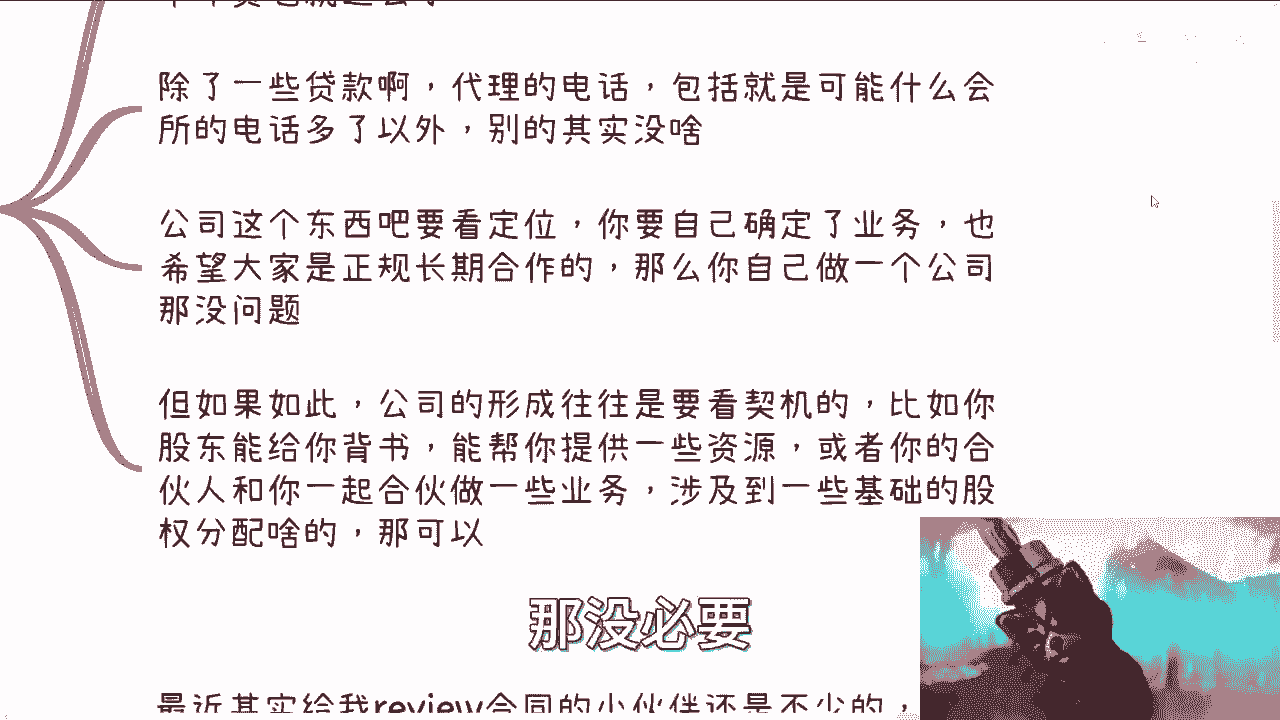 除了一些贷款啊，代理的电话，包括就是可能什么会
所的电话多了以外，别的其实没啥
公司这个东西吧要看定位，你要自己确定了业务，也
希望大家是正规长期合作的，那么你自己做一个公司
那没问题
但如果如此，公司的形成往往是要看契机的，比如你
股东能给你背书，能帮你提供一些资源，或者你的合
伙人和你一起合伙做一些业务，涉及到一些基础的股
权分配啥的，那可以
那没必要
最近其实给我review合同的小伙伴还是不少的，